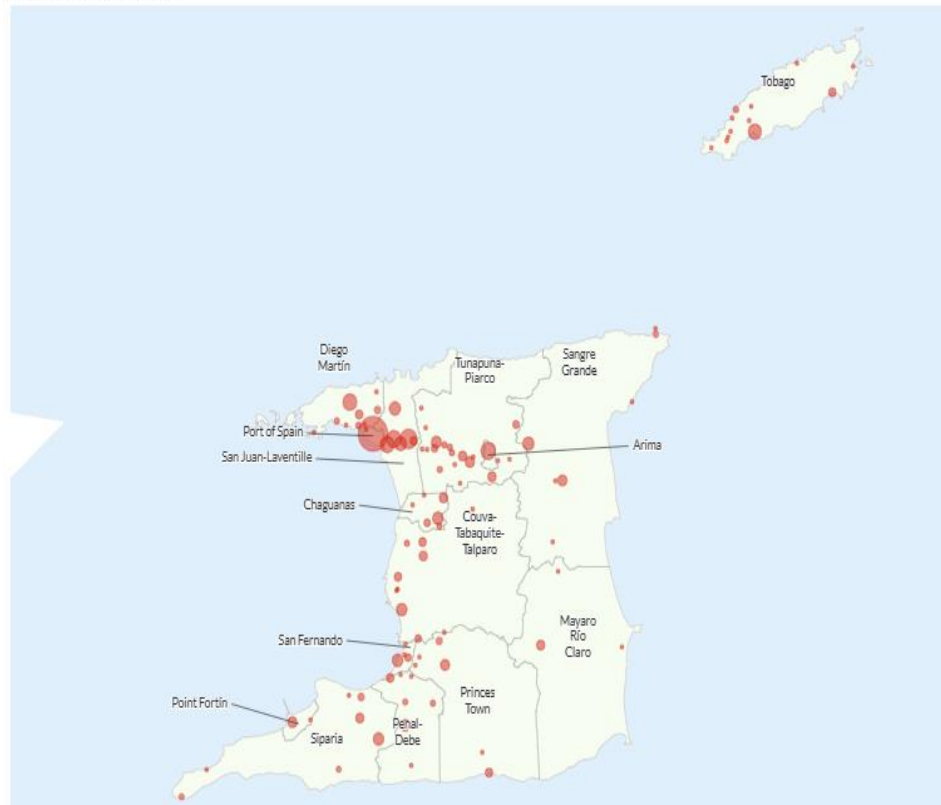 Tobago
Diego
Martín
Tunapuna-
Piarco
Sangre
Grande
Port of Spain
Arima
San Juan-Laventille
Chaguanas
Couva-
Tabaquite-
Talparo
San Fernando
Mayaro
Río
Claro
Point Fortín
Princes
Town
Siparia
Penal-
Debe